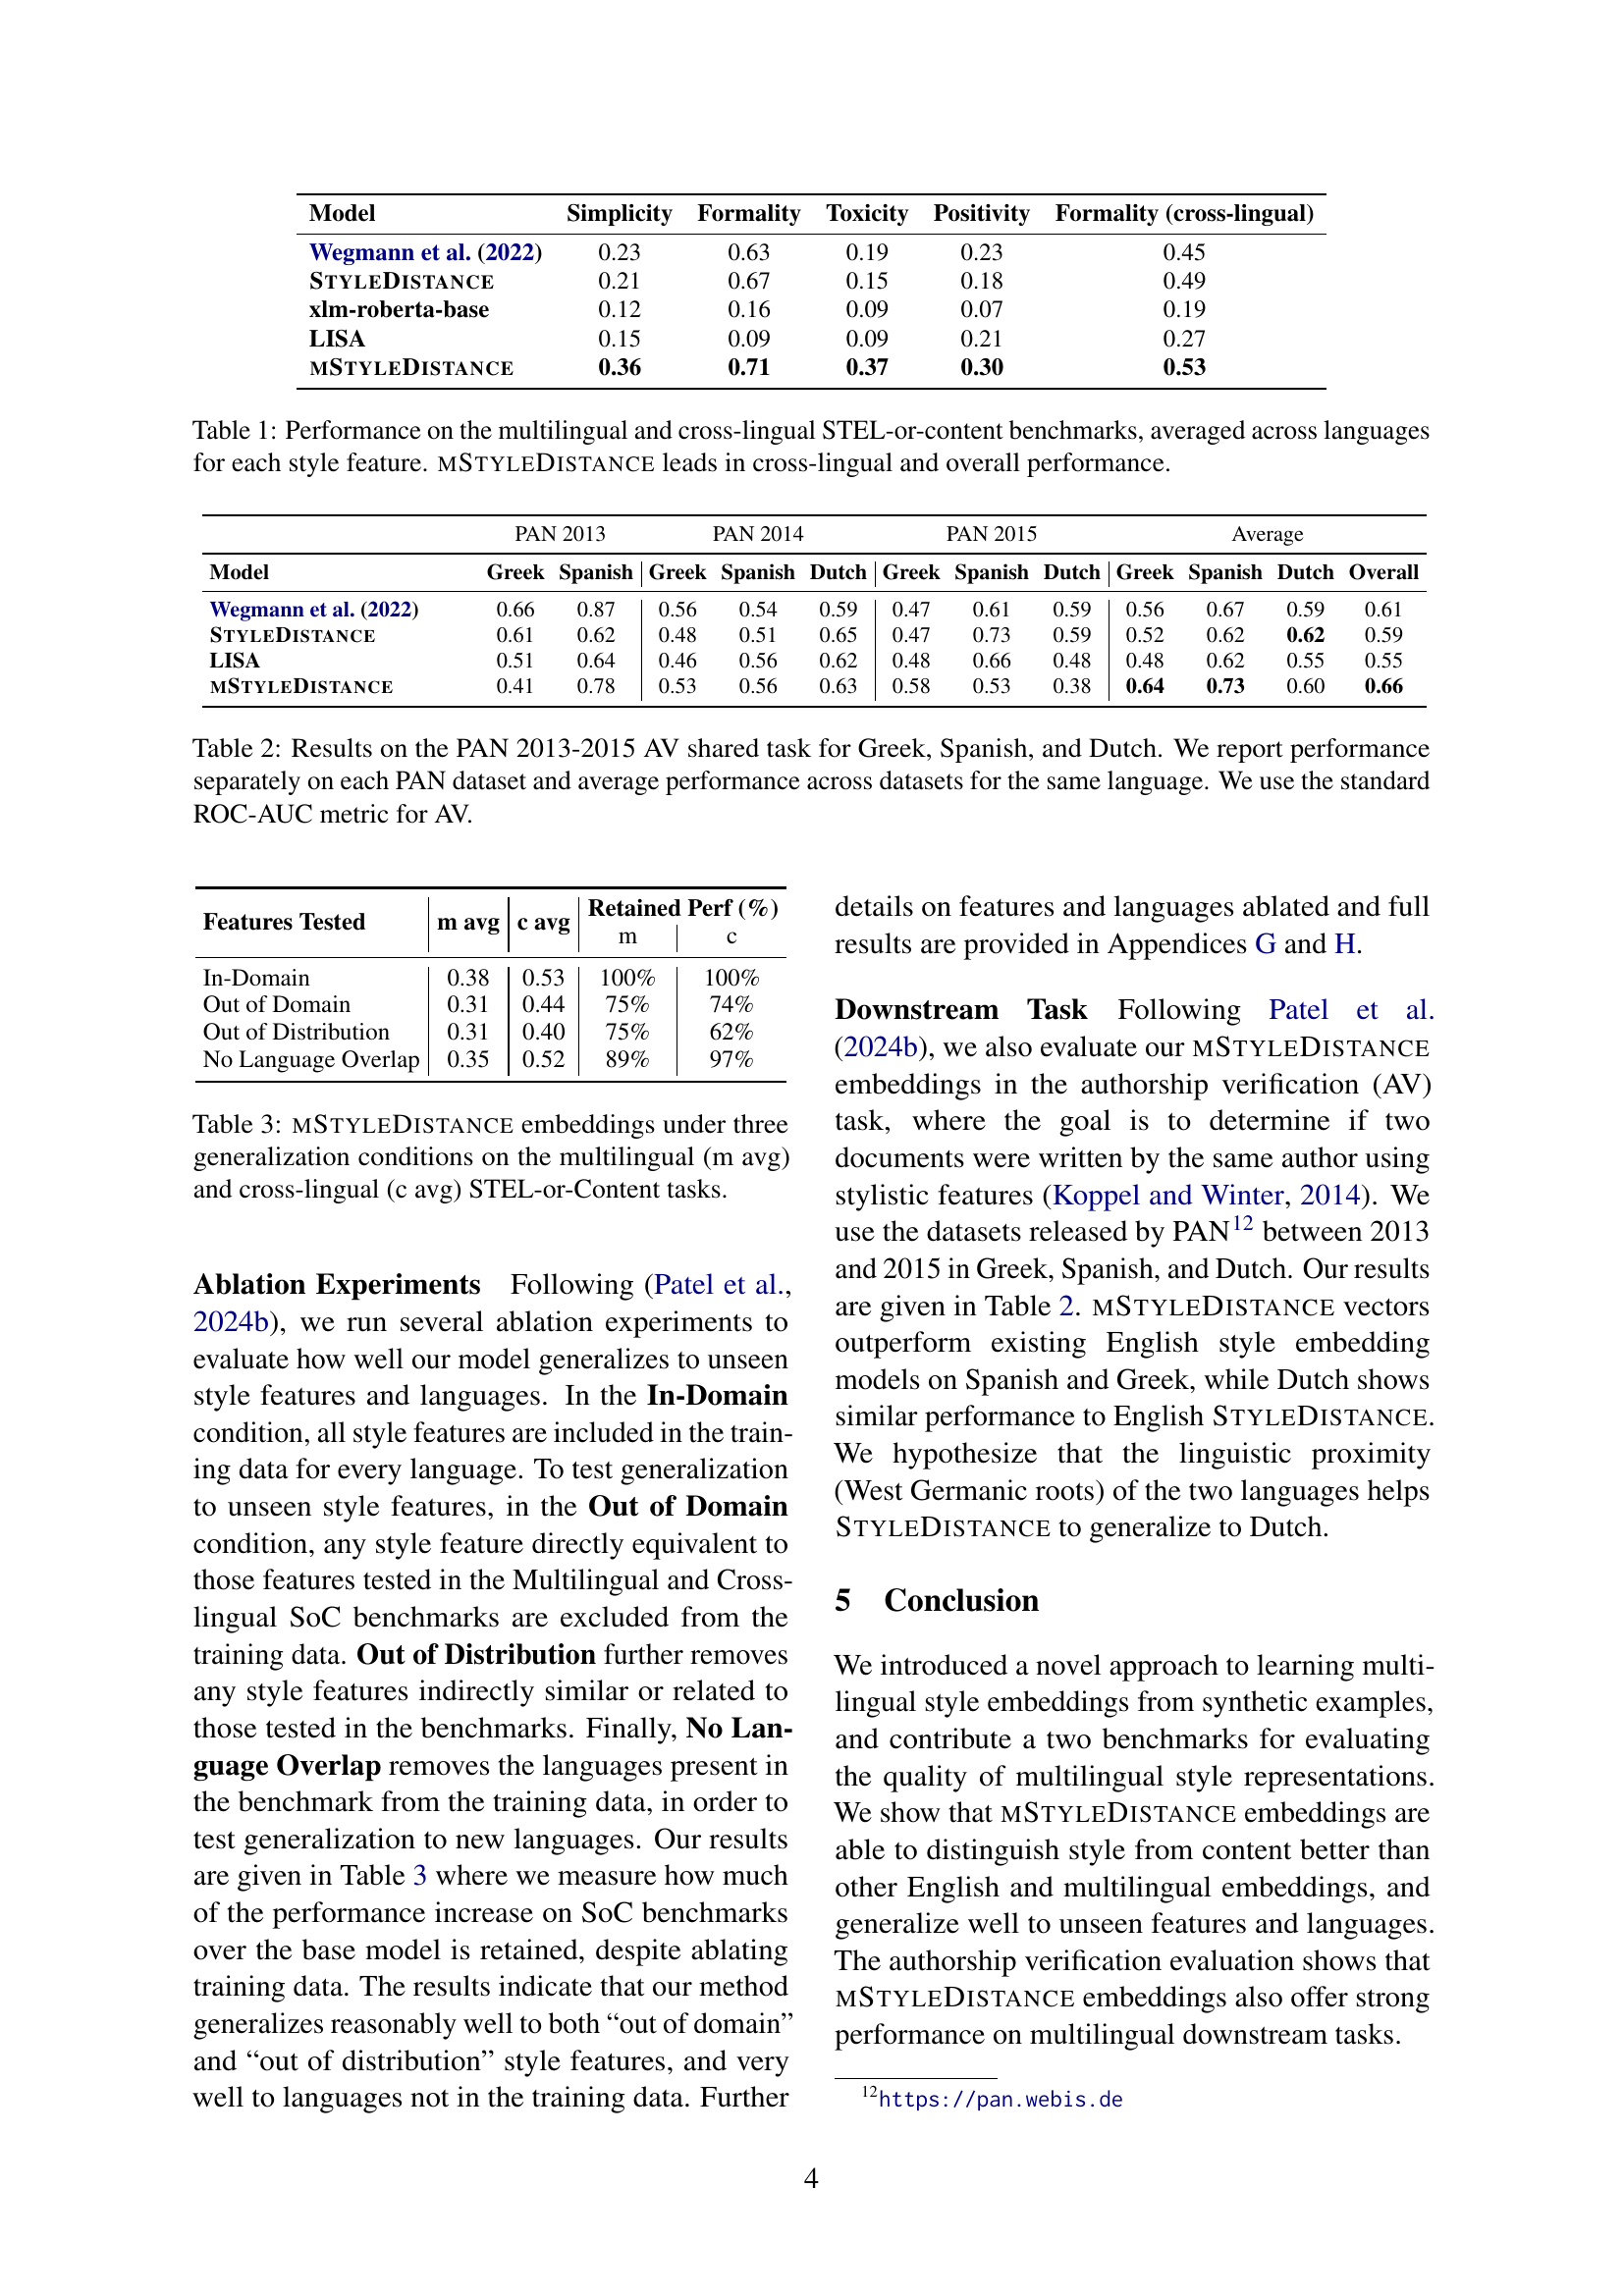 Model Simplicity Formality Toxicity Positivity Formality (cross-lingual)
Wegmann et al. (2022) 0.23 0.63 0.19 0.23 0.45
STYLEDISTANCE 0.21 0.67 0.15 0.18 0.49
xlm-roberta-base 0.12 0.16 0.09 0.07 0.19
LISA 0.15 0.09 0.09 0.21 0.27
MSTYLEDISTANCE 0.36 0.71 0.37 0.30 0.53
Table 1: Performance on the multilingual and cross-lingual STEL-or-content benchmarks, averaged across languages
for each style feature. MSTYLEDISTANCE leads in cross-lingual and overall performance.
PAN 2013 PAN 2014 PAN 2015 Average
Model Greek Spanish Greek Spanish Dutch Greek Spanish Dutch Greek Spanish Dutch Overall
Wegmann et al. (2022) 0.66 0.87 0.56 0.54 0.59 0.47 0.61 0.59 0.56 0.67 0.59 0.61
STYLEDISTANCE 0.61 0.62 0.48 0.51 0.65 0.47 0.73 0.59 0.52 0.62 0.62 0.59
LISA 0.51 0.64 0.46 0.56 0.62 0.48 0.66 0.48 0.48 0.62 0.55 0.55
MSTYLEDISTANCE 0.41 0.78 0.53 0.56 0.63 0.58 0.53 0.38 0.64 0.73 0.60 0.66
Table 2: Results on the PAN 2013-2015 AV shared task for Greek, Spanish, and Dutch. We report performance
separately on each PAN dataset and average performance across datasets for the same language. We use the standard
ROC-AUC metric for AV.
Features Tested m avg c avg Retained Perf (%)
m c
In-Domain 0.38 0.53 100% 100%
Out of Domain 0.31 0.44 75% 74%
Out of Distribution 0.31 0.40 75% 62%
No Language Overlap 0.35 0.52 89% 97%
Table 3: MSTYLEDISTANCE embeddings under three
generalization conditions on the multilingual (m avg)
and cross-lingual (c avg) STEL-or-Content tasks.
Ablation Experiments Following (Patel et al.,
2024b), we run several ablation experiments to
evaluate how well our model generalizes to unseen
style features and languages. In the In-Domain
condition, all style features are included in the train-
ing data for every language. To test generalization
to unseen style features, in the Out of Domain
condition, any style feature directly equivalent to
those features tested in the Multilingual and Cross-
lingual SoC benchmarks are excluded from the
training data. Out of Distribution further removes
any style features indirectly similar or related to
those tested in the benchmarks. Finally, No Lan-
guage Overlap removes the languages present in
the benchmark from the training data, in order to
test generalization to new languages. Our results
are given in Table 3 where we measure how much
of the performance increase on SoC benchmarks
over the base model is retained, despite ablating
training data. The results indicate that our method
generalizes reasonably well to both “out of domain”
and “out of distribution” style features, and very
well to languages not in the training data. Further
details on features and languages ablated and full
results are provided in Appendices G and H.
Downstream Task Following Patel et al.
(2024b), we also evaluate our MSTYLEDISTANCE
embeddings in the authorship verification (AV)
task, where the goal is to determine if two
documents were written by the same author using
stylistic features (Koppel and Winter, 2014). We
use the datasets released by PAN12 between 2013
and 2015 in Greek, Spanish, and Dutch. Our results
are given in Table 2. MSTYLEDISTANCE vectors
outperform existing English style embedding
models on Spanish and Greek, while Dutch shows
similar performance to English STYLEDISTANCE.
We hypothesize that the linguistic proximity
(West Germanic roots) of the two languages helps
STYLEDISTANCE to generalize to Dutch.
5 Conclusion
We introduced a novel approach to learning multi-
lingual style embeddings from synthetic examples,
and contribute a two benchmarks for evaluating
the quality of multilingual style representations.
We show that MSTYLEDISTANCE embeddings are
able to distinguish style from content better than
other English and multilingual embeddings, and
generalize well to unseen features and languages.
The authorship verification evaluation shows that
MSTYLEDISTANCE embeddings also offer strong
performance on multilingual downstream tasks.
12https://pan.webis.de
4